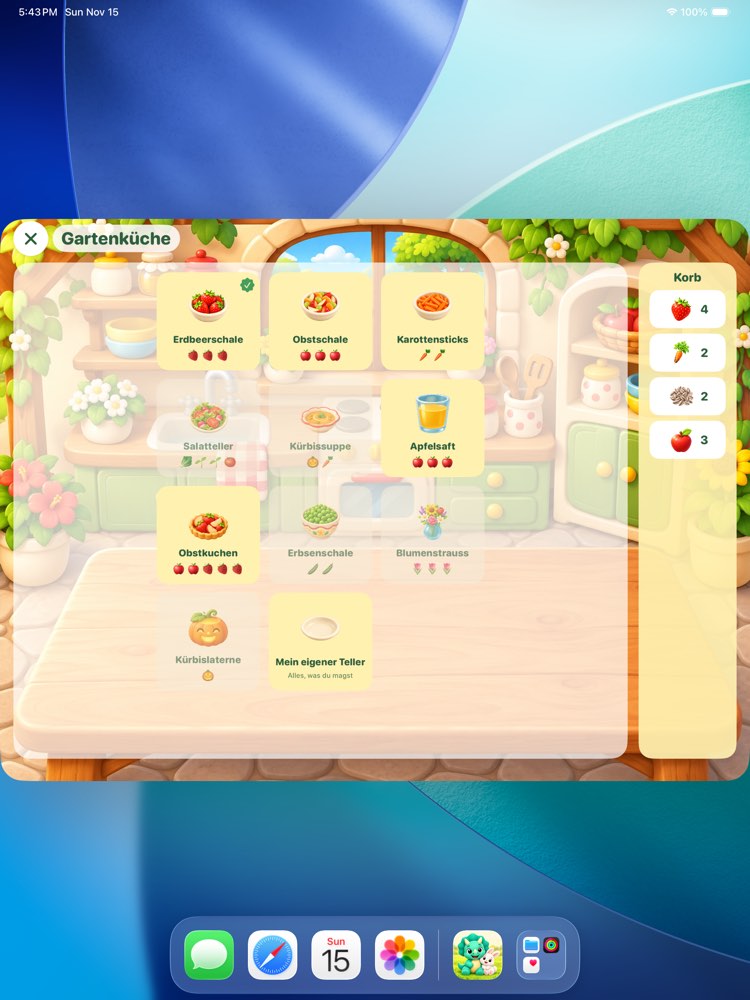 5:43 PM Sun Nov 15
100%
Gartenküche
Korb
4
2
2
3
Erdbeerschale
Obstschale
Karottensticks
Salatteller
Kürbissuppe
Apfelsaft
Obstkuchen
Erbsenschale
Blumenstrauss
Kürbislaterne
Mein eigener Teller
Alles, was du magst
Sun
15